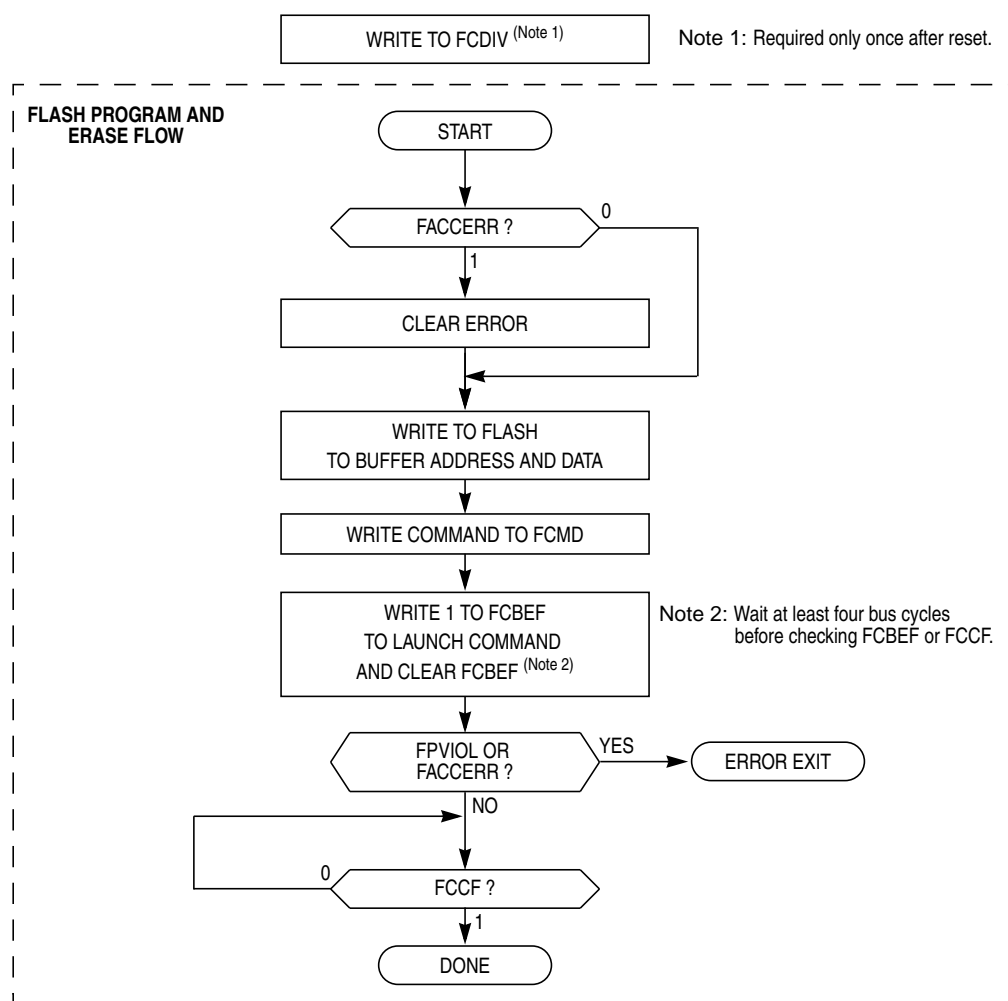 WRITE TO FCDIV (Note 1)
Note 1: Required only once after reset.
FLASH PROGRAM AND
ERASE FLOW
START
FACCERR ?
0
1
CLEAR ERROR
WRITE TO FLASH
TO BUFFER ADDRESS AND DATA
WRITE COMMAND TO FCMD
WRITE 1 TO FCBEF
TO LAUNCH COMMAND
AND CLEAR FCBEF (Note 2)
Note 2: Wait at least four bus cycles
before checking FCBEF or FCCF.
FPVIOL OR
FACCERR ?
YES
ERROR EXIT
NO
0
FCCF ?
1
DONE